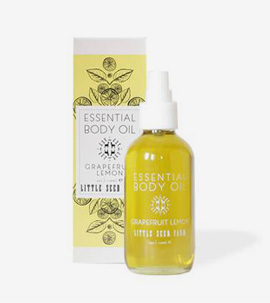 ESSENTIAL
BODY OIL
GRAPEFRUIT
LEMON
LITTLE SEED
ESSENTIAL
BODY OIL
GRAPEFRUIT LEMON
LITTLE SEED FARM